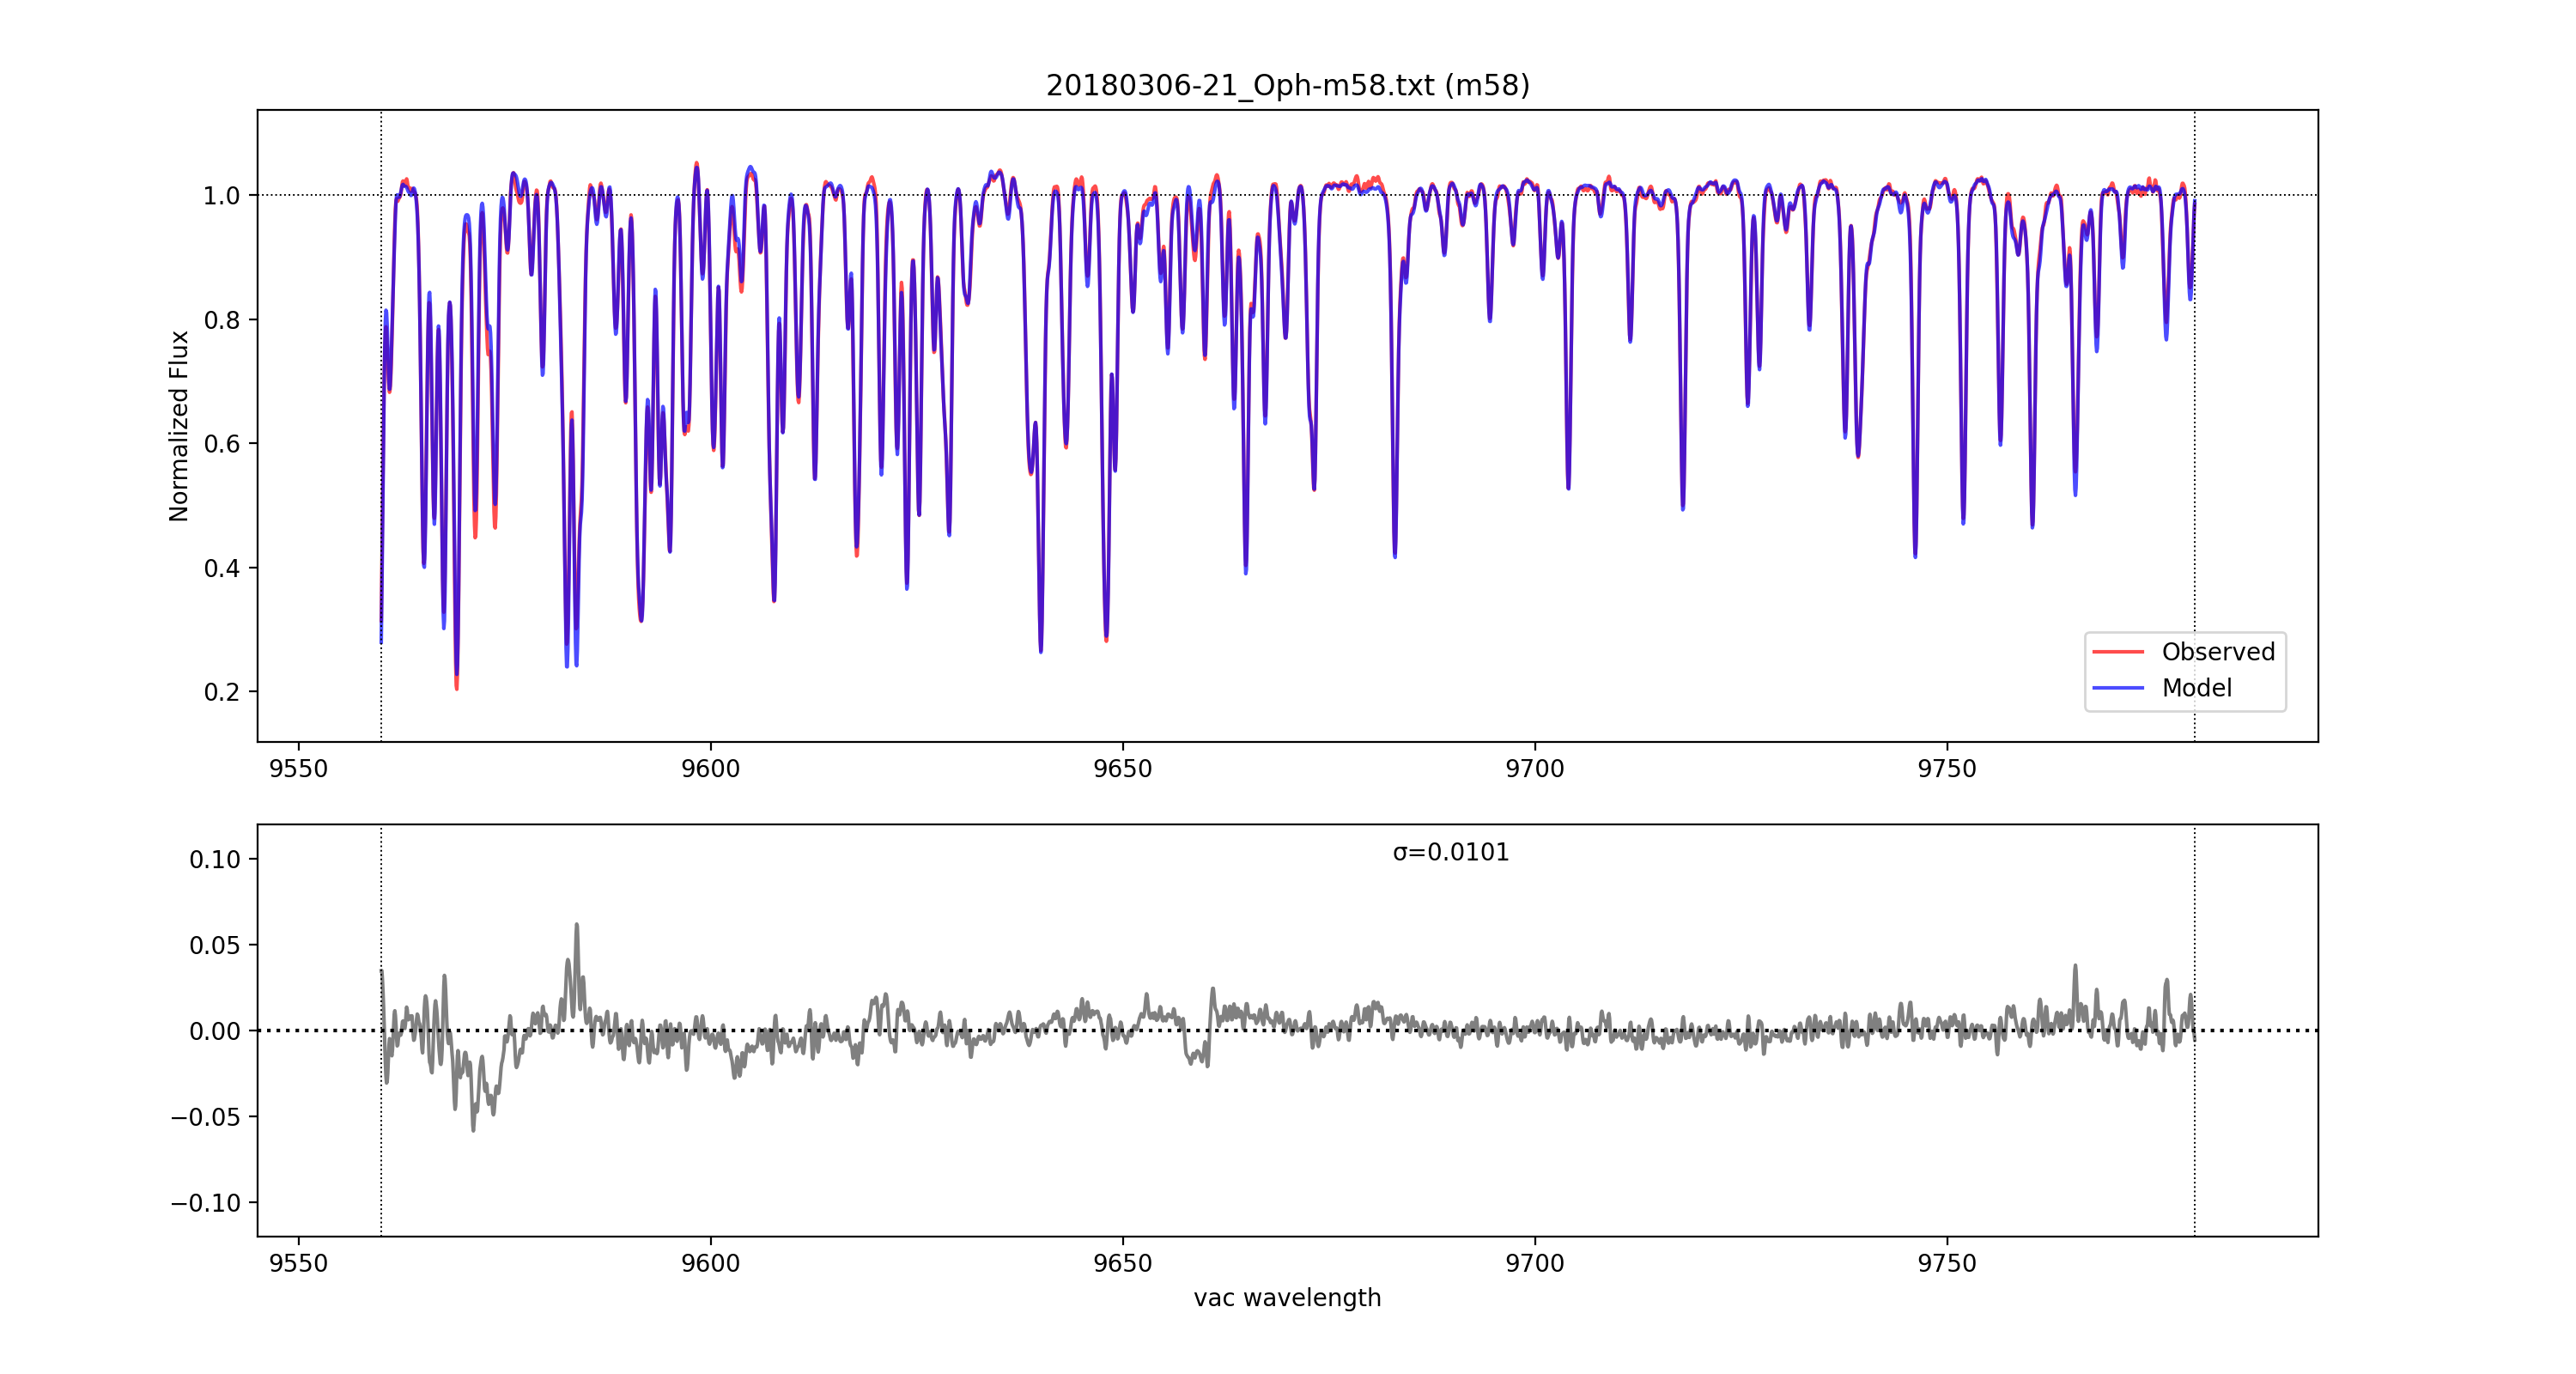 20180306-21_Oph-m58.txt (m58)
Normalized Flux
1.0
0.8
0.6
0.4
0.2
Observed
Model
9550 9600 9650 9700 9750
σ=0.0101
0.10
0.05
0.00
−0.05
−0.10
9550 9600 9650 9700 9750
vac wavelength